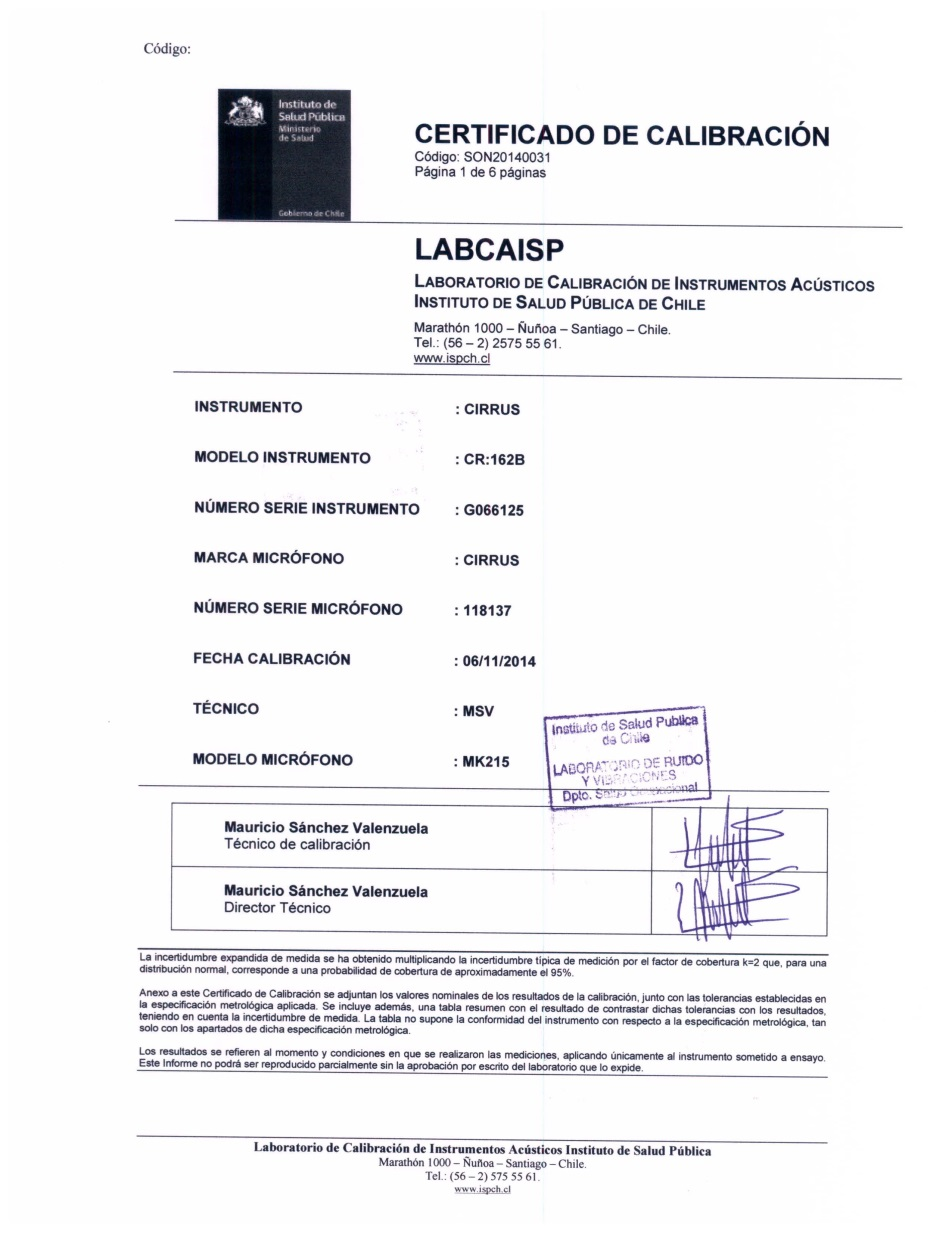 Código:
Instituto de
Salud Pública
Ministerio
de Salud
Gobierno de Chile
CERTIFICADO DE CALIBRACIÓN
Código: SON20140031
Página 1 de 6 páginas
LABCAISP
LABORATORIO DE CALIBRACIÓN DE INSTRUMENTOS ACÚSTICOS
INSTITUTO DE SALUD PÚBLICA DE CHILE
Marathón 1000 – Ñuñoa – Santiago – Chile.
Tel.: (56 – 2) 2575 55 61.
www.ispch.cl
INSTRUMENTO : CIRRUS
MODELO INSTRUMENTO : CR:162B
NÚMERO SERIE INSTRUMENTO : G066125
MARCA MICRÓFONO : CIRRUS
NÚMERO SERIE MICRÓFONO : 118137
FECHA CALIBRACIÓN : 06/11/2014
TÉCNICO : MSV
MODELO MICRÓFONO : MK215
Instituto de Salud Publica
de Chile
LABORATORIO DE RUIDO
Y VIBRACIONES
Dpto. Salud Ocupacional
Mauricio Sánchez Valenzuela
Técnico de calibración
Mauricio Sánchez Valenzuela
Director Técnico
La incertidumbre expandida de medida se ha obtenido multiplicando la incertidumbre típica de medición por el factor de cobertura k=2 que, para una
distribución normal, corresponde a una probabilidad de cobertura de aproximadamente el 95%.
Anexo a este Certificado de Calibración se adjuntan los valores nominales de los resultados de la calibración, junto con las tolerancias establecidas en
la especificación metrológica aplicada. Se incluye además, una tabla resumen con el resultado de contrastar dichas tolerancias con los resultados,
teniendo en cuenta la incertidumbre de medida. La tabla no supone la conformidad del instrumento con respecto a la especificación metrológica, tan
solo con los apartados de dicha especificación metrológica.
Los resultados se refieren al momento y condiciones en que se realizaron las mediciones, aplicando únicamente al instrumento sometido a ensayo.
Este Informe no podrá ser reproducido parcialmente sin la aprobación por escrito del laboratorio que lo expide.
Laboratorio de Calibración de Instrumentos Acústicos Instituto de Salud Pública
Marathón 1000 – Ñuñoa – Santiago – Chile.
Tel.: (56 – 2) 575 55 61.
www.ispch.cl